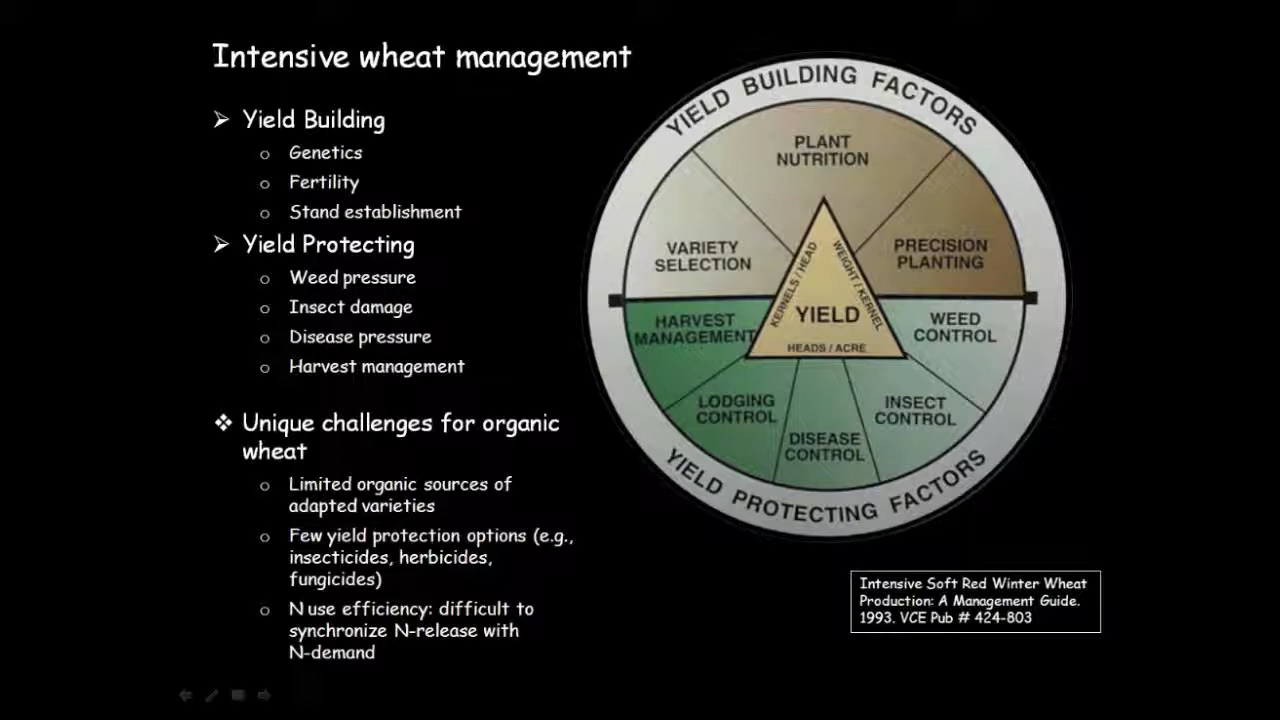 Intensive wheat management
➢ Yield Building
o Genetics
o Fertility
o Stand establishment
➢ Yield Protecting
o Weed pressure
o Insect damage
o Disease pressure
o Harvest management
❖ Unique challenges for organic
wheat
o Limited organic sources of
adapted varieties
o Few yield protection options (e.g.,
insecticides, herbicides,
fungicides)
o N use efficiency: difficult to
synchronize N-release with
N-demand
YIELD BUILDING FACTORS
PLANT
NUTRITION
VARIETY
SELECTION
PRECISION
PLANTING
KERNELS / HEAD
WEIGHT / KERNEL
YIELD
HEADS / ACRE
HARVEST
MANAGEMENT
WEED
CONTROL
LODGING
CONTROL
INSECT
CONTROL
DISEASE
CONTROL
YIELD PROTECTING FACTORS
Intensive Soft Red Winter Wheat
Production: A Management Guide.
1993. VCE Pub # 424-803